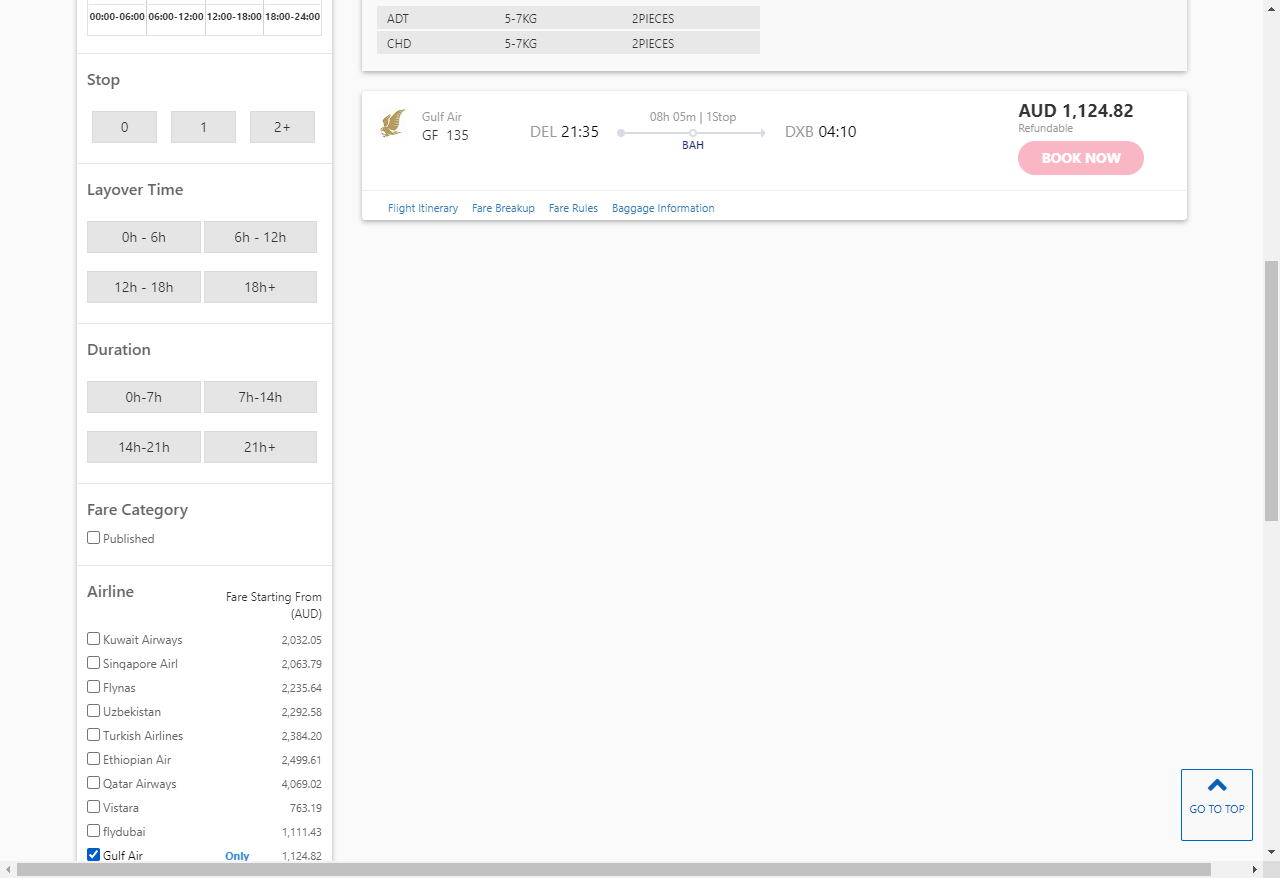 00:00-06:00 06:00-12:00 12:00-18:00 18:00-24:00
Stop
0 1 2+
Layover Time
0h - 6h 6h - 12h
12h - 18h 18h+
Duration
0h-7h 7h-14h
14h-21h 21h+
Fare Category
Published
Airline
Fare Starting From
(AUD)
Kuwait Airways 2,032.05
Singapore Airl 2,063.79
Flynas 2,235.64
Uzbekistan 2,292.58
Turkish Airlines 2,384.20
Ethiopian Air 2,499.61
Qatar Airways 4,069.02
Vistara 763.19
flydubai 1,111.43
Gulf Air Only 1,124.82
ADT 5-7KG 2PIECES
CHD 5-7KG 2PIECES
Gulf Air
GF 135
DEL 21:35
08h 05m | 1Stop
BAH
DXB 04:10
AUD 1,124.82
Refundable
BOOK NOW
Flight Itinerary Fare Breakup Fare Rules Baggage Information
GO TO TOP